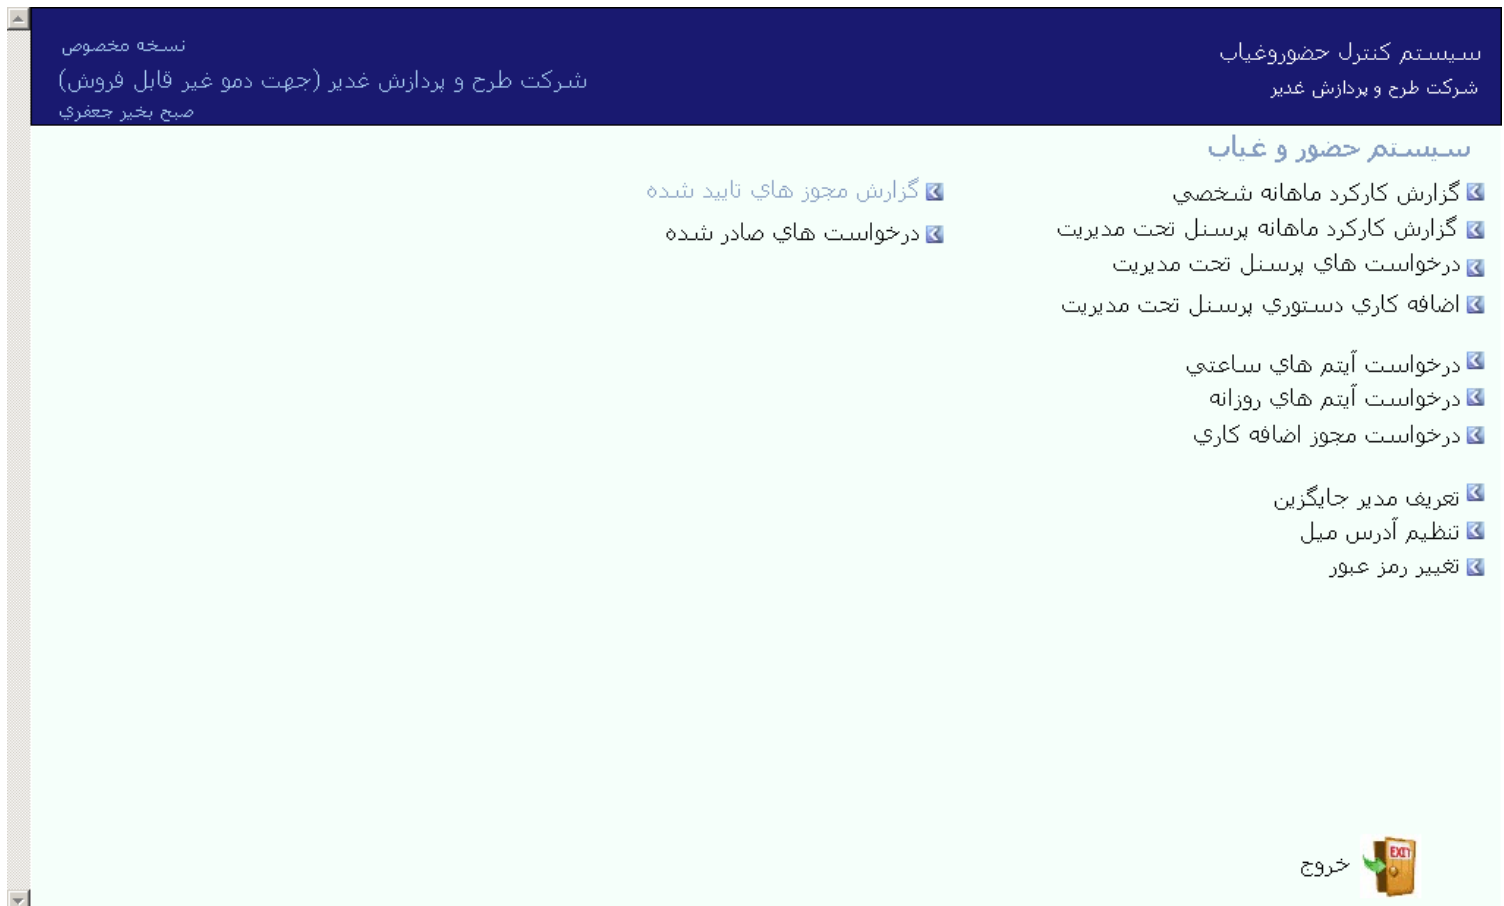 سیستم کنترل حضوروغیاب
شرکت طرح و پردازش غدیر
نسخه مخصوص
شرکت طرح و پردازش غدیر (جهت دمو غیر قابل فروش)
صبح بخیر جعفري
سیستم حضور و غیاب
گزارش کارکرد ماهانه شخصي
گزارش کارکرد ماهانه پرسنل تحت مدیریت
درخواست هاي پرسنل تحت مدیریت
اضافه کاري دستوري پرسنل تحت مدیریت
درخواست آیتم هاي ساعتي
درخواست آیتم هاي روزانه
درخواست مجوز اضافه کاري
تعریف مدیر جایگزین
تنظیم آدرس میل
تغییر رمز عبور
گزارش مجوز هاي تایید شده
درخواست هاي صادر شده
EXIT
خروج